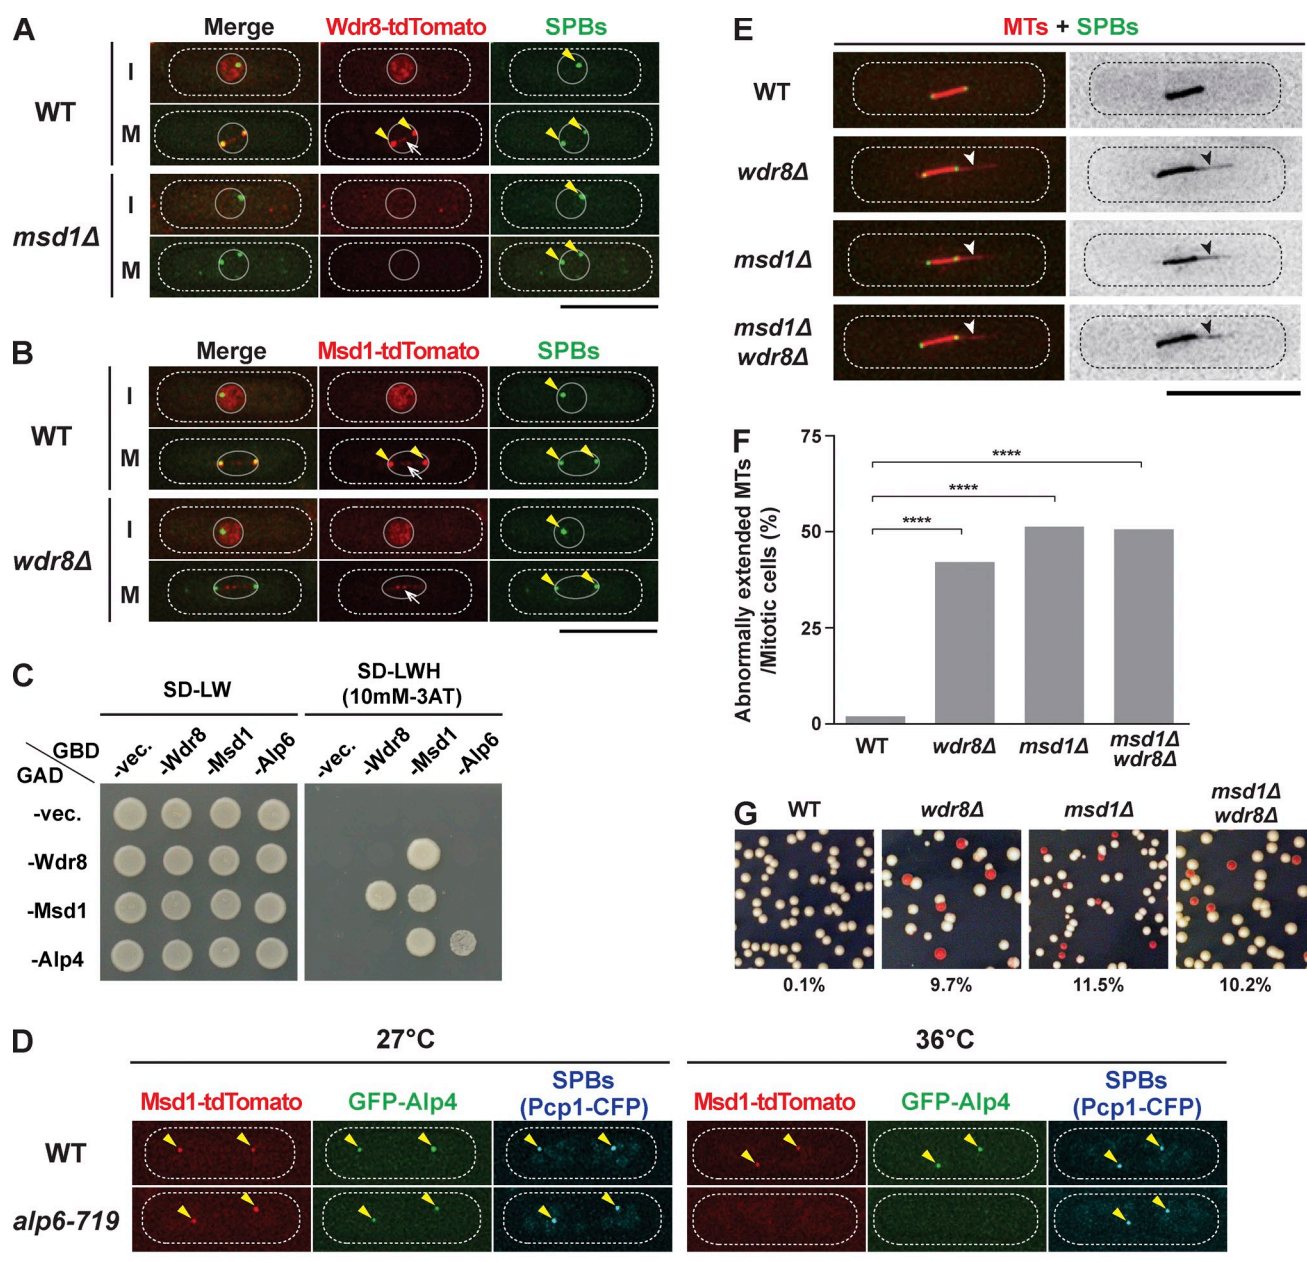 A
Merge
Wdr8-tdTomato
SPBs
WT
I
M
msd1Δ
I
M
B
Merge
Msd1-tdTomato
SPBs
WT
I
M
wdr8Δ
I
M
C
SD-LW
SD-LWH
(10mM-3AT)
GBD
GAD
-vec.
-Wdr8
-Msd1
-Alp6
-vec.
-Wdr8
-Msd1
-Alp6
-vec.
-Wdr8
-Msd1
-Alp4
D
27°C
36°C
Msd1-tdTomato
GFP-Alp4
SPBs
(Pcp1-CFP)
Msd1-tdTomato
GFP-Alp4
SPBs
(Pcp1-CFP)
WT
alp6-719
E
MTs + SPBs
WT
wdr8Δ
msd1Δ
msd1Δ
wdr8Δ
F
Abnormally extended MTs
/Mitotic cells (%)
75
50
25
0
****
****
****
WT
wdr8Δ
msd1Δ
msd1Δ
wdr8Δ
G
WT
wdr8Δ
msd1Δ
msd1Δ
wdr8Δ
0.1%
9.7%
11.5%
10.2%